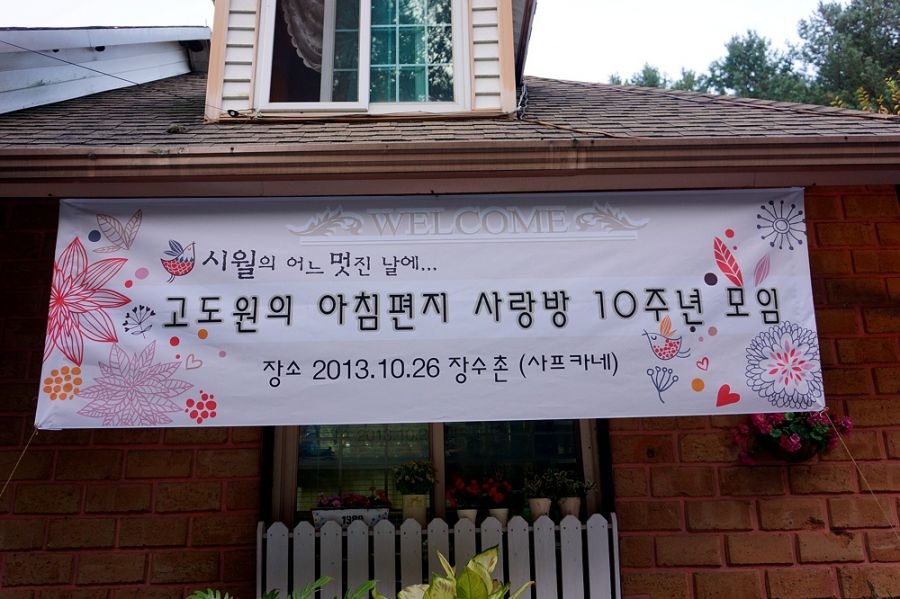 WELCOME
시월의 어느 멋진 날에...
고도원의 아침편지 사랑방 10주년 모임
장소 2013.10.26 장수촌 (사프카네)